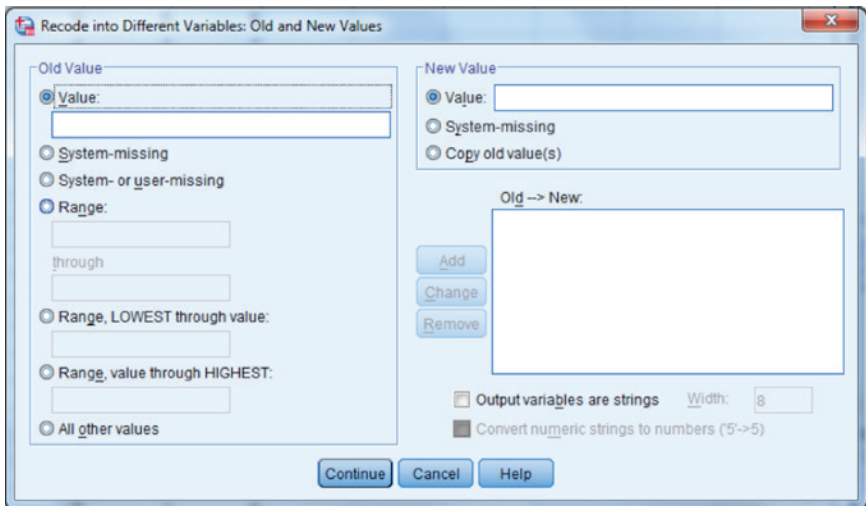 Recode into Different Variables: Old and New Values
Old Value
Value:
System-missing
System- or user-missing
Range:
through
Range, LOWEST through value:
Range, value through HIGHEST:
All other values
New Value
Value:
System-missing
Copy old value(s)
Old --> New:
Add
Change
Remove
Output variables are strings Width: 8
Convert numeric strings to numbers ('5'->5)
Continue Cancel Help